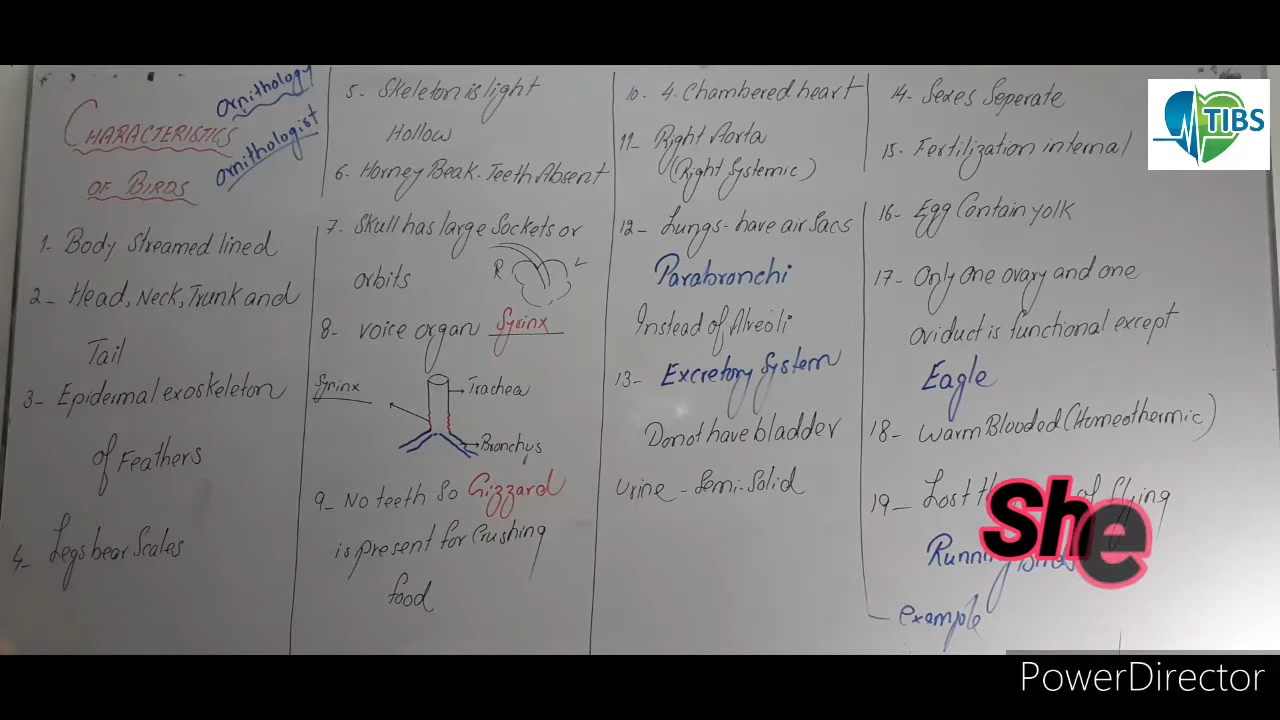 CHARACTERISTICS
OF BIRDS
Ornithology
Ornithologist
1- Body streamed lined
2- Head, Neck, Trunk and
Tail
3- Epidermal exoskeleton
of Feathers
4- Legs bear Scales
5- Skeleton is light
Hollow
6- Horney Beak-Teeth Absent
7- Skull has large Sockets or
orbits
R
L
8- voice organ Syrinx
Syrinx
Trachea
Bronchus
9- No teeth So Gizzard
is present for Crushing
food
10- 4-Chambered heart
11- Right Aorta
(Right Systemic)
12- Lungs-have air Sacs
Parabronchi
Instead of Alveoli
13- Excretory System
Donot have bladder
Urine-Semi-Solid
14- Sexes Seperate
15- Fertilization internal
16- Egg Contain yolk
17- Only one ovary and one
oviduct is functional except
Eagle
18- Warm Blooded (Homeothermic)
19- Lost of flying
Running
example
TIBS
She
PowerDirector